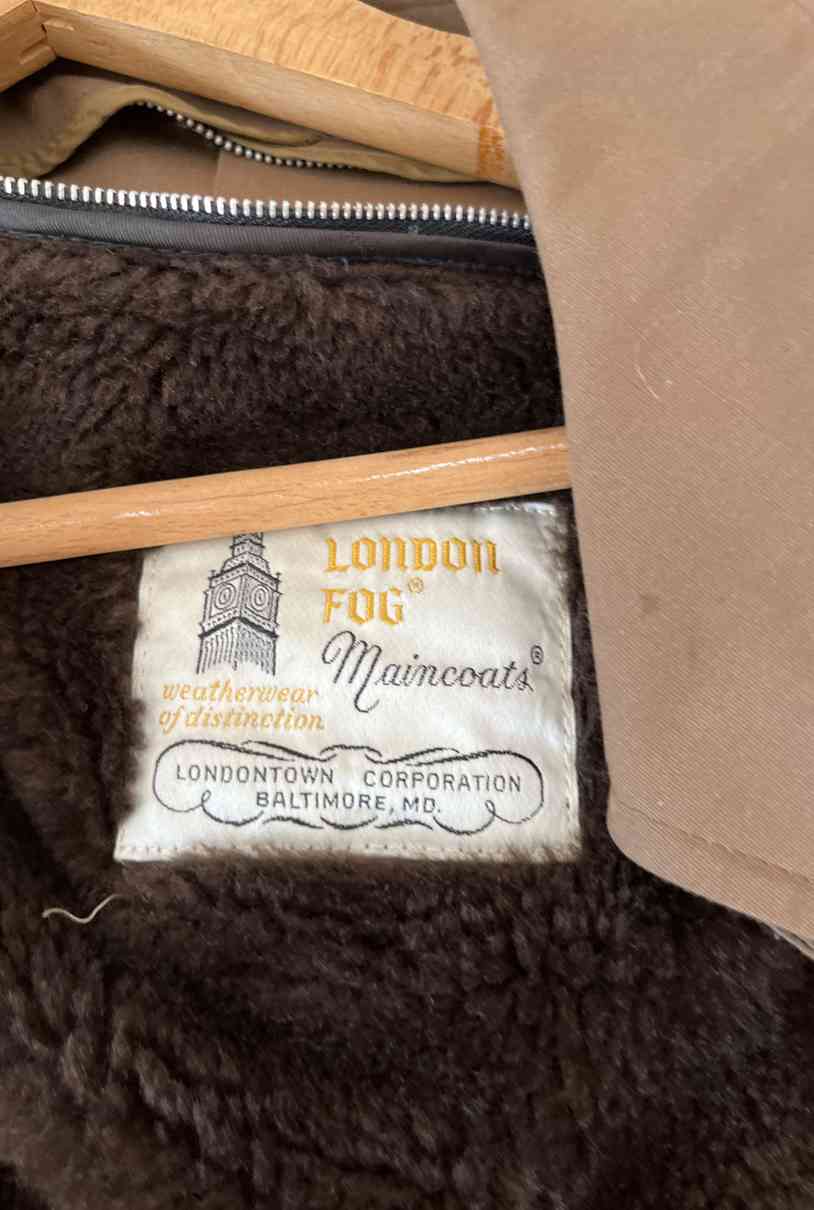 LONDON
FOG®
Maincoats®
weatherwear
of distinction
LONDONTOWN CORPORATION
BALTIMORE, MD.